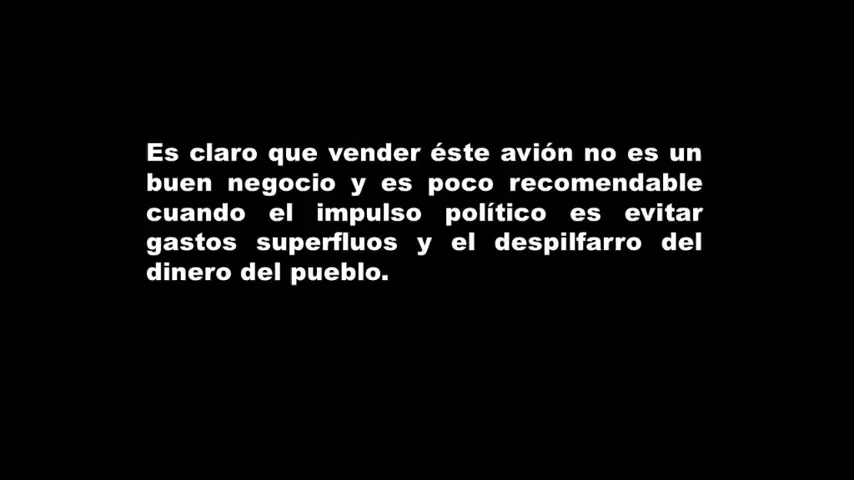 Es claro que vender éste avión no es un
buen negocio y es poco recomendable
cuando el impulso político es evitar
gastos superfluos y el despilfarro del
dinero del pueblo.